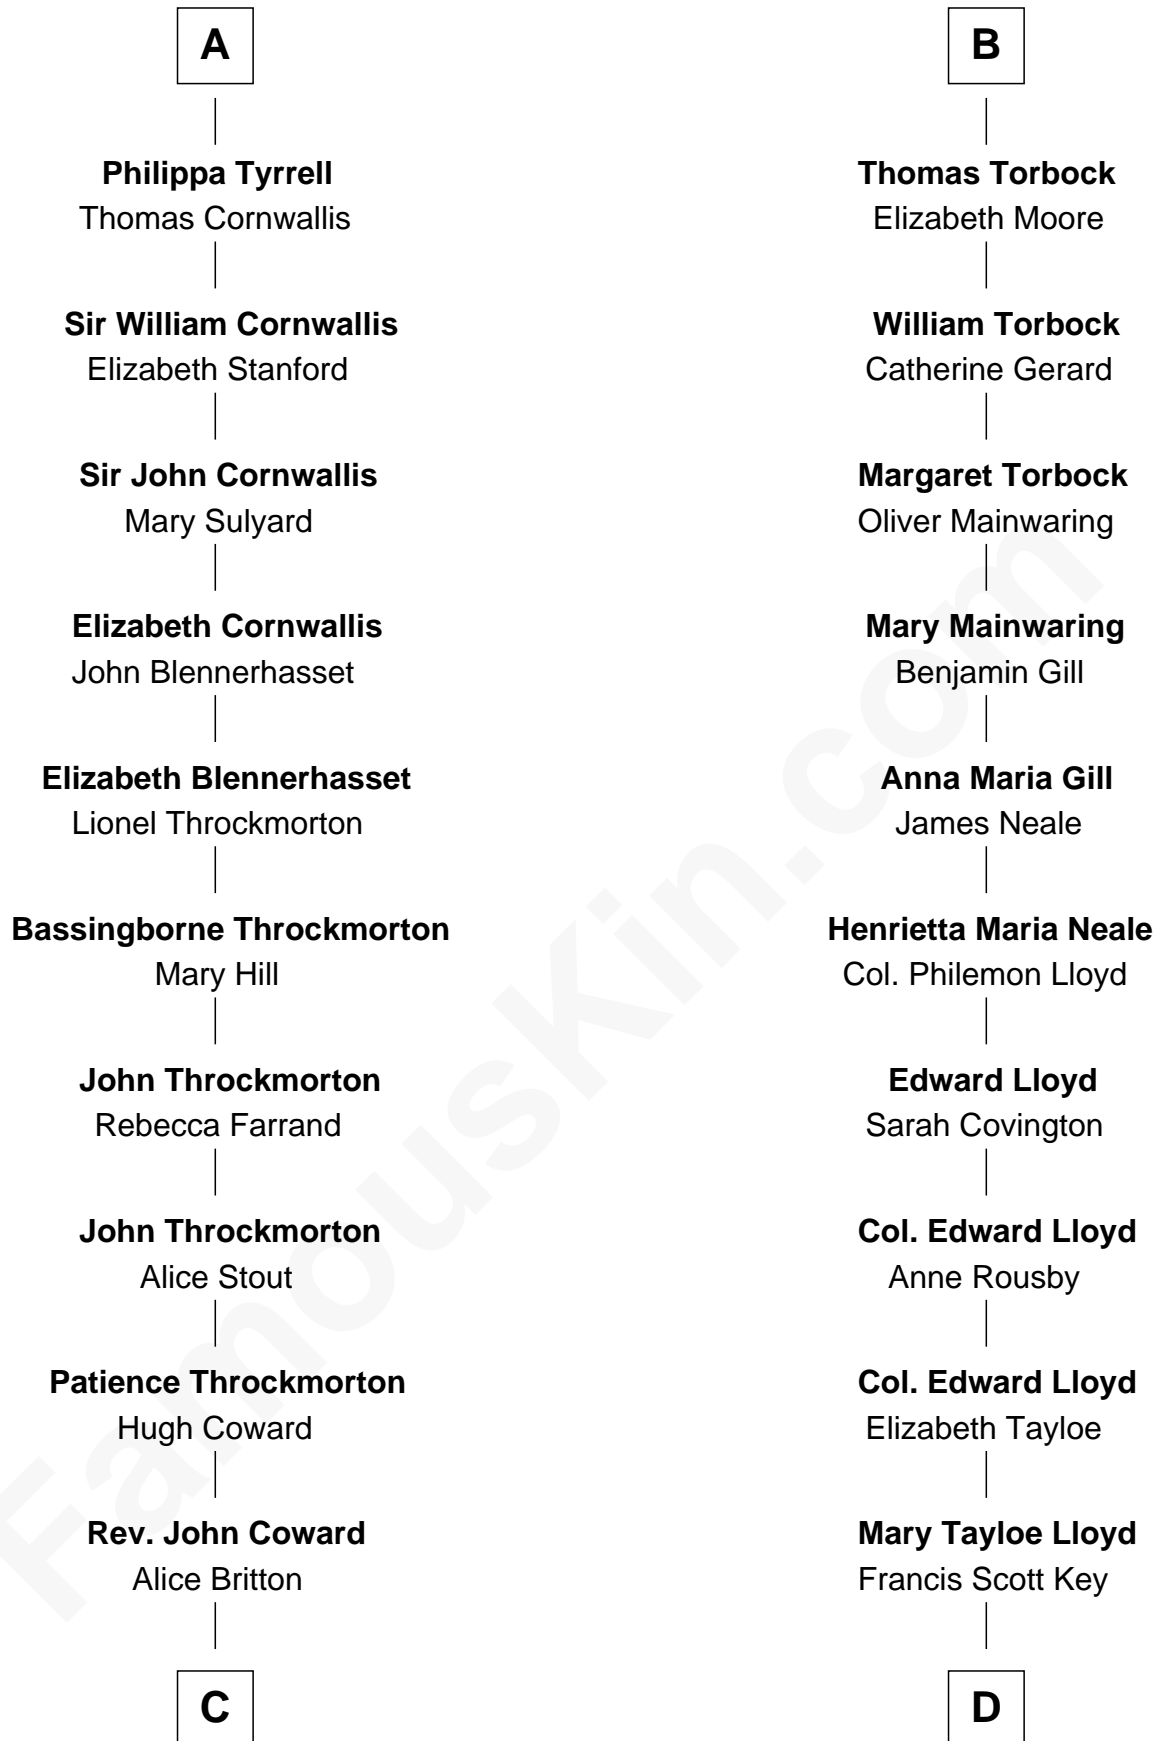 A
Philippa Tyrrell
Thomas Cornwallis
Sir William Cornwallis
Elizabeth Stanford
Sir John Cornwallis
Mary Sulyard
Elizabeth Cornwallis
John Blennerhasset
Elizabeth Blennerhasset
Lionel Throckmorton
Bassingborne Throckmorton
Mary Hill
John Throckmorton
Rebecca Farrand
John Throckmorton
Alice Stout
Patience Throckmorton
Hugh Coward
Rev. John Coward
Alice Britton
C
B
Thomas Torbock
Elizabeth Moore
William Torbock
Catherine Gerard
Margaret Torbock
Oliver Mainwaring
Mary Mainwaring
Benjamin Gill
Anna Maria Gill
James Neale
Henrietta Maria Neale
Col. Philemon Lloyd
Edward Lloyd
Sarah Covington
Col. Edward Lloyd
Anne Rousby
Col. Edward Lloyd
Elizabeth Tayloe
Mary Tayloe Lloyd
Francis Scott Key
D
FamousKin.com